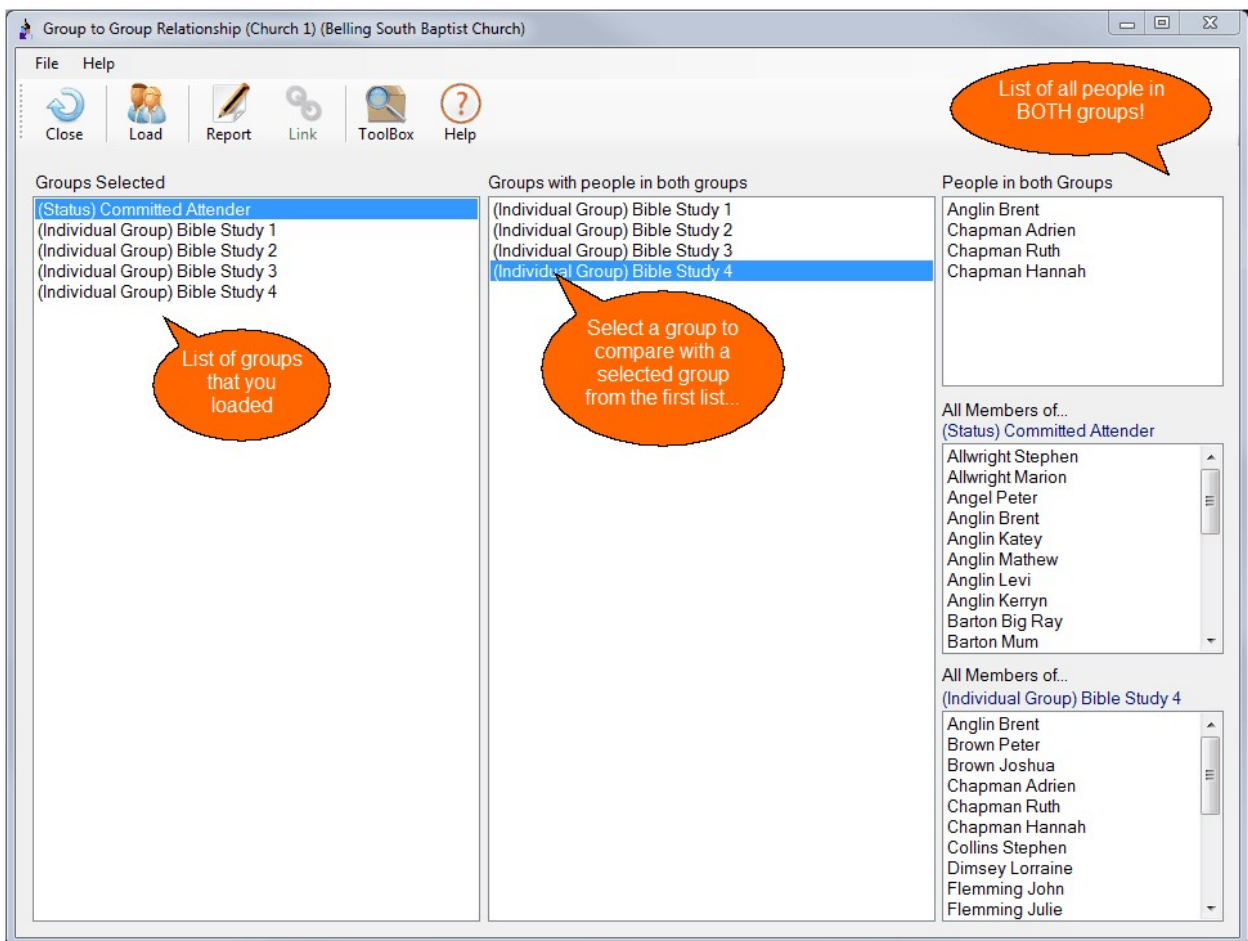 Group to Group Relationship (Church 1) (Belling South Baptist Church)
File Help
Close Load Report Link ToolBox Help
List of all people in
BOTH groups!
Groups Selected
(Status) Committed Attender
(Individual Group) Bible Study 1
(Individual Group) Bible Study 2
(Individual Group) Bible Study 3
(Individual Group) Bible Study 4
List of groups
that you
loaded
Groups with people in both groups
(Individual Group) Bible Study 1
(Individual Group) Bible Study 2
(Individual Group) Bible Study 3
(Individual Group) Bible Study 4
Select a group to
compare with a
selected group
from the first list...
People in both Groups
Anglin Brent
Chapman Adrien
Chapman Ruth
Chapman Hannah
All Members of...
(Status) Committed Attender
Allwright Stephen
Allwright Marion
Angel Peter
Anglin Brent
Anglin Katey
Anglin Mathew
Anglin Levi
Anglin Kerryn
Barton Big Ray
Barton Mum
All Members of...
(Individual Group) Bible Study 4
Anglin Brent
Brown Peter
Brown Joshua
Chapman Adrien
Chapman Ruth
Chapman Hannah
Collins Stephen
Dimsey Lorraine
Flemming John
Flemming Julie